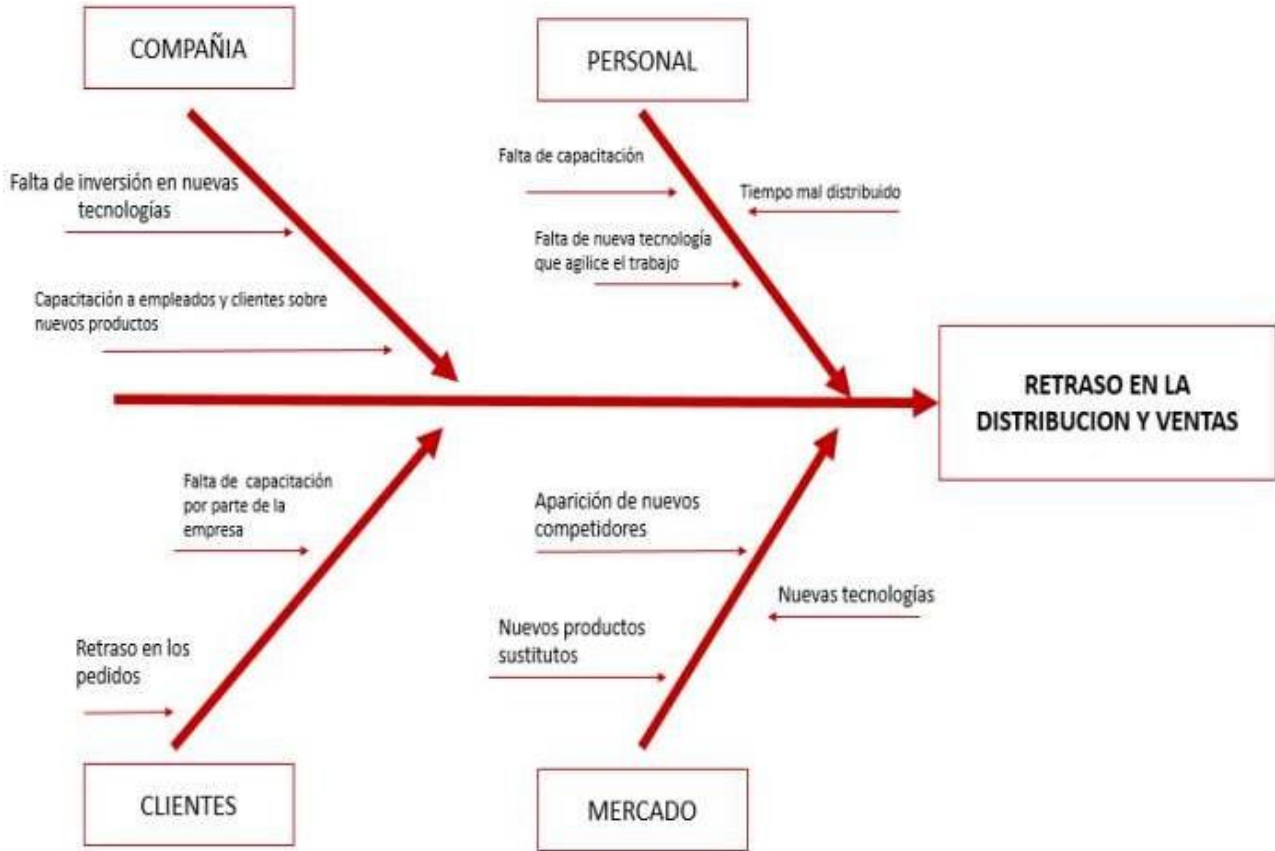 COMPAÑIA
PERSONAL
Falta de inversión en nuevas
tecnologías
Capacitación a empleados y clientes sobre
nuevos productos
Falta de capacitación
Tiempo mal distribuido
Falta de nueva tecnología
que agilice el trabajo
RETRASO EN LA
DISTRIBUCION Y VENTAS
Falta de capacitación
por parte de la
empresa
Retraso en los
pedidos
Aparición de nuevos
competidores
Nuevas tecnologías
Nuevos productos
sustitutos
CLIENTES
MERCADO